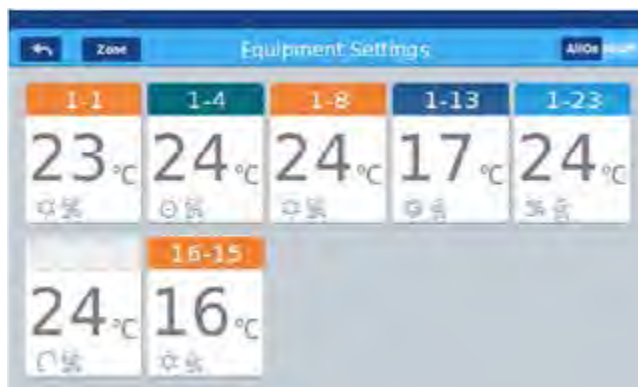 Zone Equipment Settings AllOn
1-1 1-4 1-8 1-13 1-23
23 °C 24 °C 24 °C 17 °C 24 °C
16-15
24 °C 16 °C